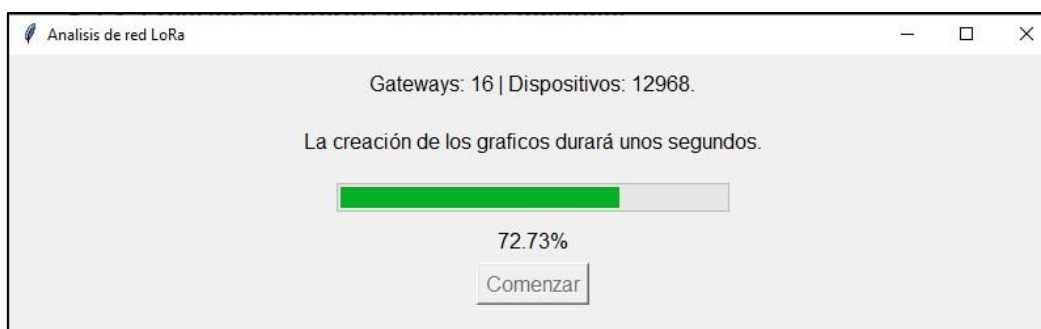 Analisis de red LoRa
Gateways: 16 | Dispositivos: 12968.
La creación de los graficos durará unos segundos.
72.73%
Comenzar